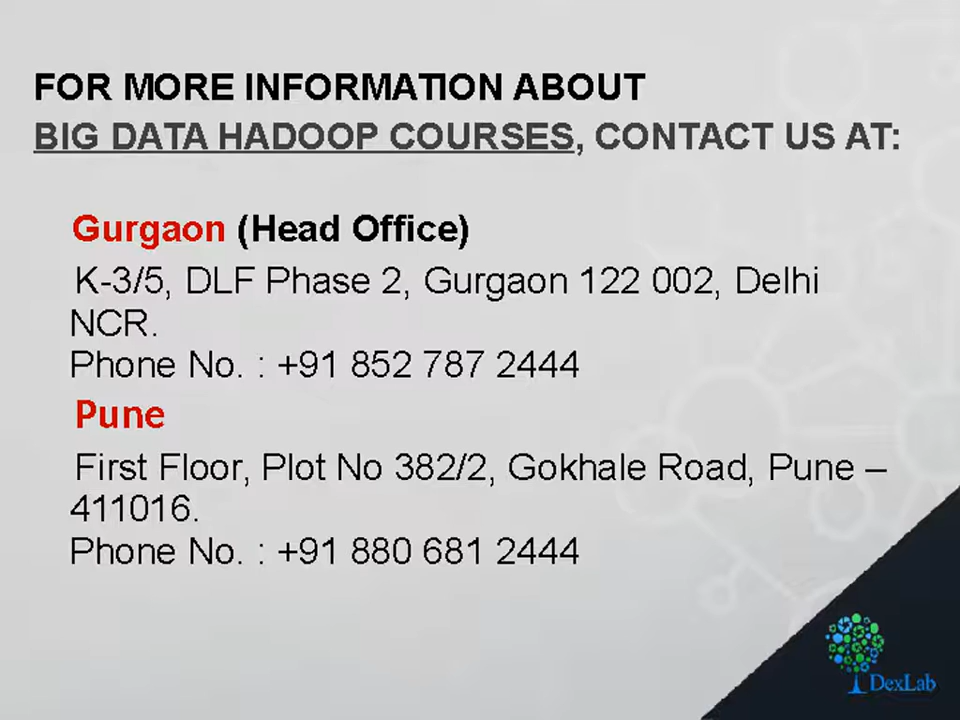 FOR MORE INFORMATION ABOUT
BIG DATA HADOOP COURSES, CONTACT US AT:
Gurgaon (Head Office)
K-3/5, DLF Phase 2, Gurgaon 122 002, Delhi
NCR.
Phone No. : +91 852 787 2444
Pune
First Floor, Plot No 382/2, Gokhale Road, Pune –
411016.
Phone No. : +91 880 681 2444
DexLab